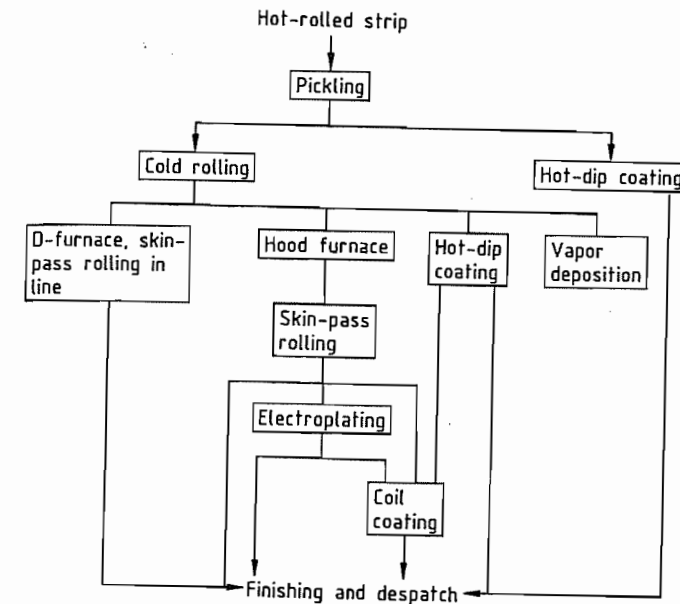 Hot-rolled strip
Pickling
Cold rolling
Hot-dip coating
D-furnace, skin-
pass rolling in
line
Hood furnace
Hot-dip
coating
Vapor
deposition
Skin-pass
rolling
Electroplating
Coil
coating
Finishing and despatch